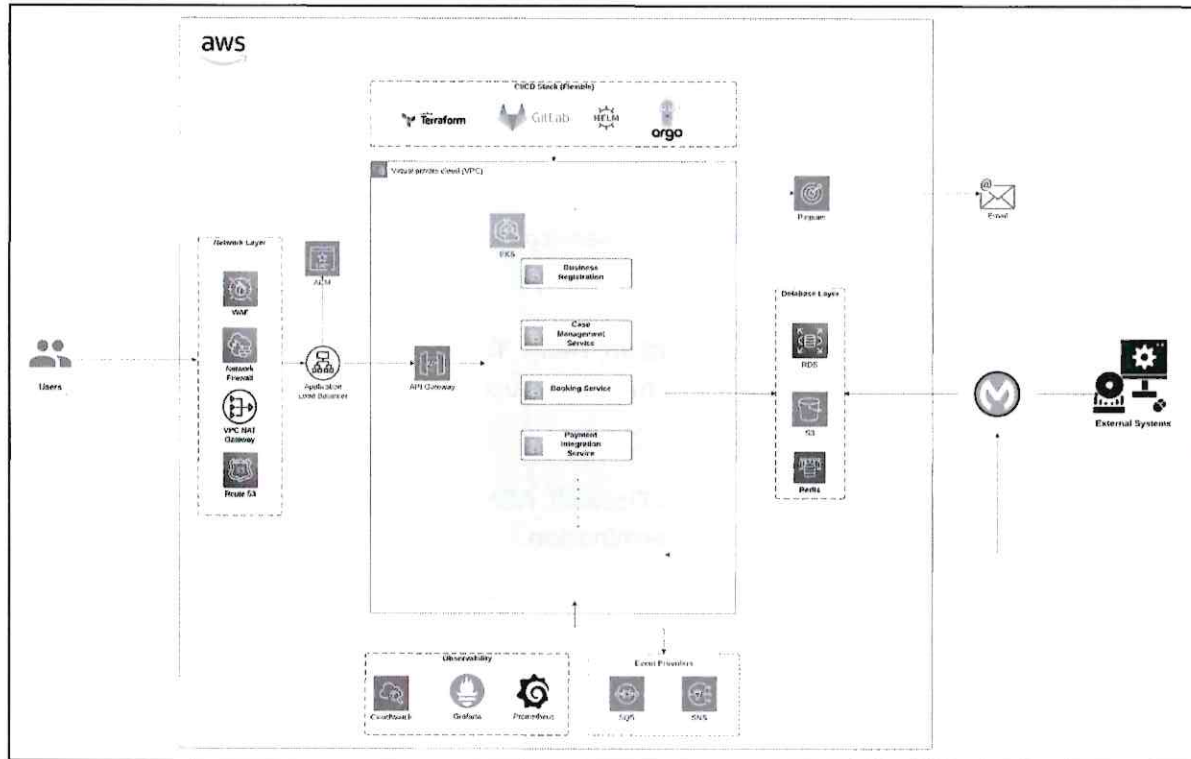 aws
CI/CD Stack (Flexible)
Terraform
GitLab
HELM
argo
Virtual private cloud (VPC)
Pinpoint
@
Email
Network Layer
EKS
ACM
Business
Registration
Database Layer
WAF
Case
Management
Service
RDS
Network
Firewall
Users
Application
Load Balancer
API Gateway
Booking Service
External Systems
VPC NAT
Gateway
S3
Payment
Integration
Service
Route 53
Redis
Observability
Event Providers
CloudWatch
Grafana
Prometheus
SQS
SNS